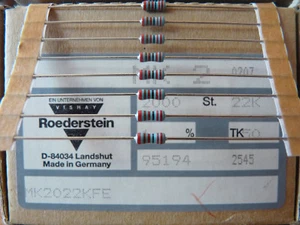 MK 2 0207
EIN UNTERNEHMEN VON
VISHAY
Roederstein
D-84034 Landshut
Made in Germany
2000 St. 22K
% TK50
95194 2545
MK2022KFE